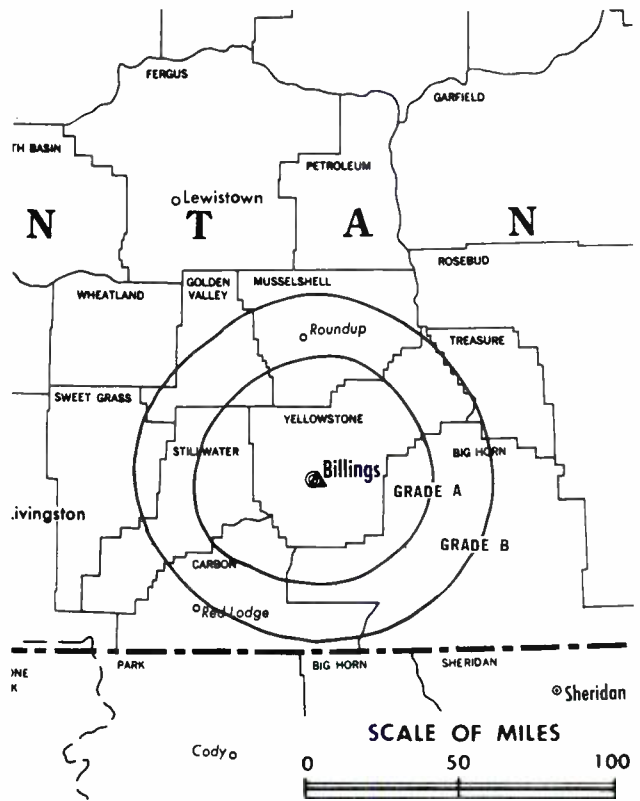 FERGUS
GARFIELD
TH BASIN
PETROLEUM
Lewistown
N T A N
ROSEBUD
GOLDEN
VALLEY
MUSSELSHELL
WHEATLAND
Roundup
TREASURE
SWEET GRASS
YELLOWSTONE
STILLWATER
BIG HORN
Billings
GRADE A
ivingston
GRADE B
CARBON
Red Lodge
PARK
BIG HORN
SHERIDAN
ONE
K
Sheridan
SCALE OF MILES
Cody
0 50 100